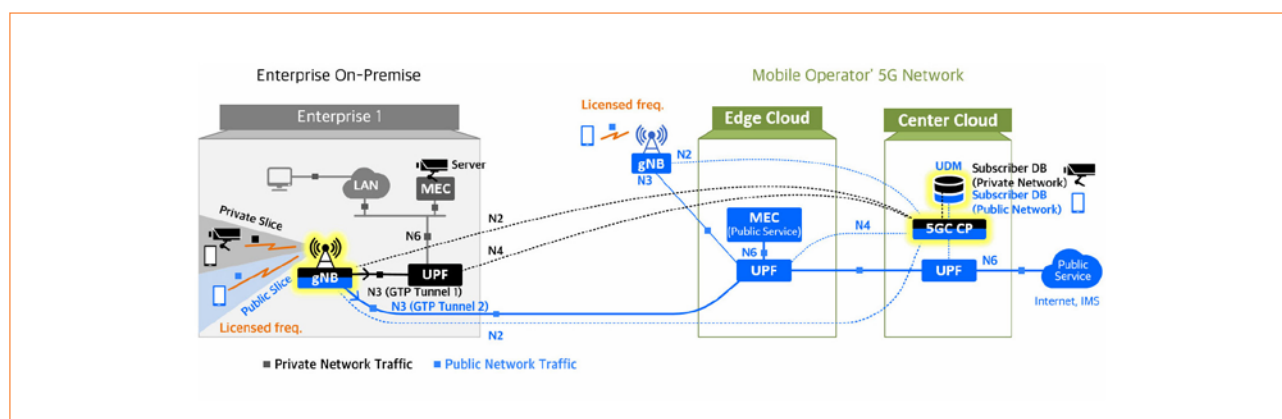 Enterprise On-Premise
Mobile Operator' 5G Network
Enterprise 1
Licensed freq.
Edge Cloud
Center Cloud
Server
LAN
MEC
gNB
N2
N3
UDM
Subscriber DB
(Private Network)
Subscriber DB
(Public Network)
Private Slice
N6
N2
N4
MEC
(Public Service)
N4
5GC CP
gNB
UPF
N6
UPF
UPF
N6
Public
Service
Internet, IMS
N3 (GTP Tunnel 1)
Public Slice
N3 (GTP Tunnel 2)
Licensed freq.
N2
Private Network Traffic
Public Network Traffic